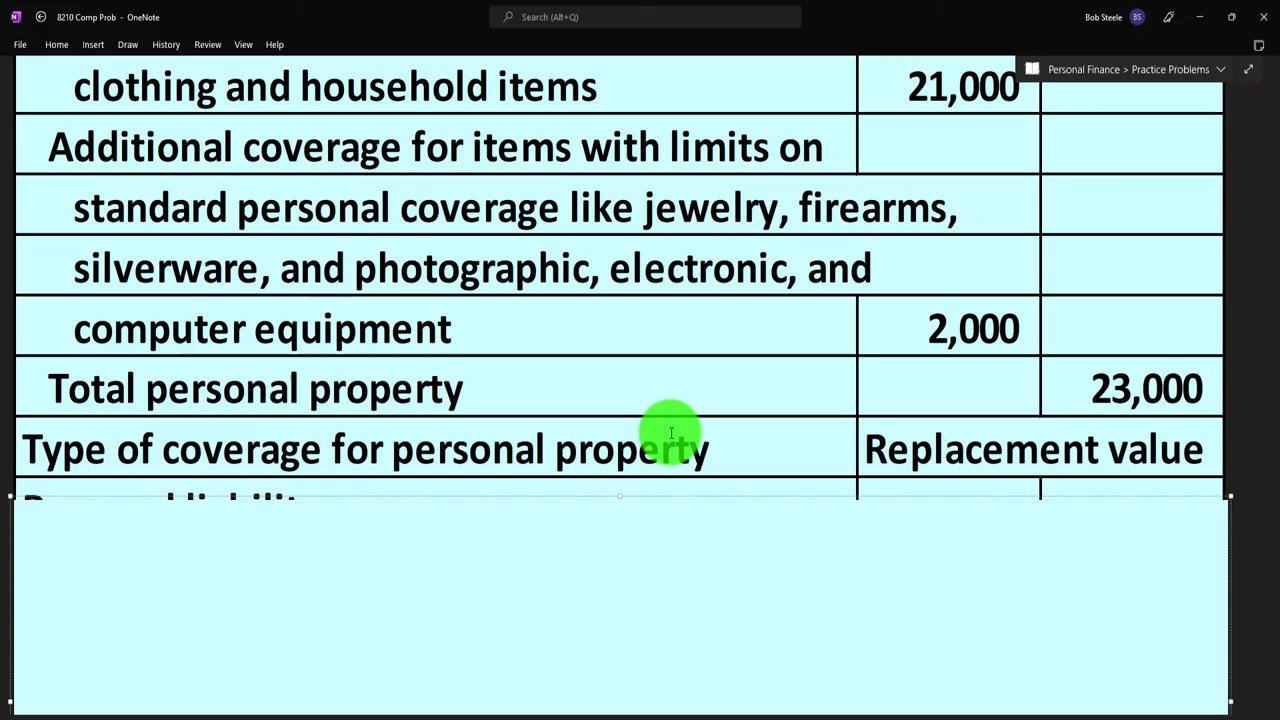 8210 Comp Prob - OneNote
Search (Alt+Q)
Bob Steele
BS
File Home Insert Draw History Review View Help
Personal Finance > Practice Problems
clothing and household items 21,000
Additional coverage for items with limits on
standard personal coverage like jewelry, firearms,
silverware, and photographic, electronic, and
computer equipment 2,000
Total personal property 23,000
Type of coverage for personal property Replacement value